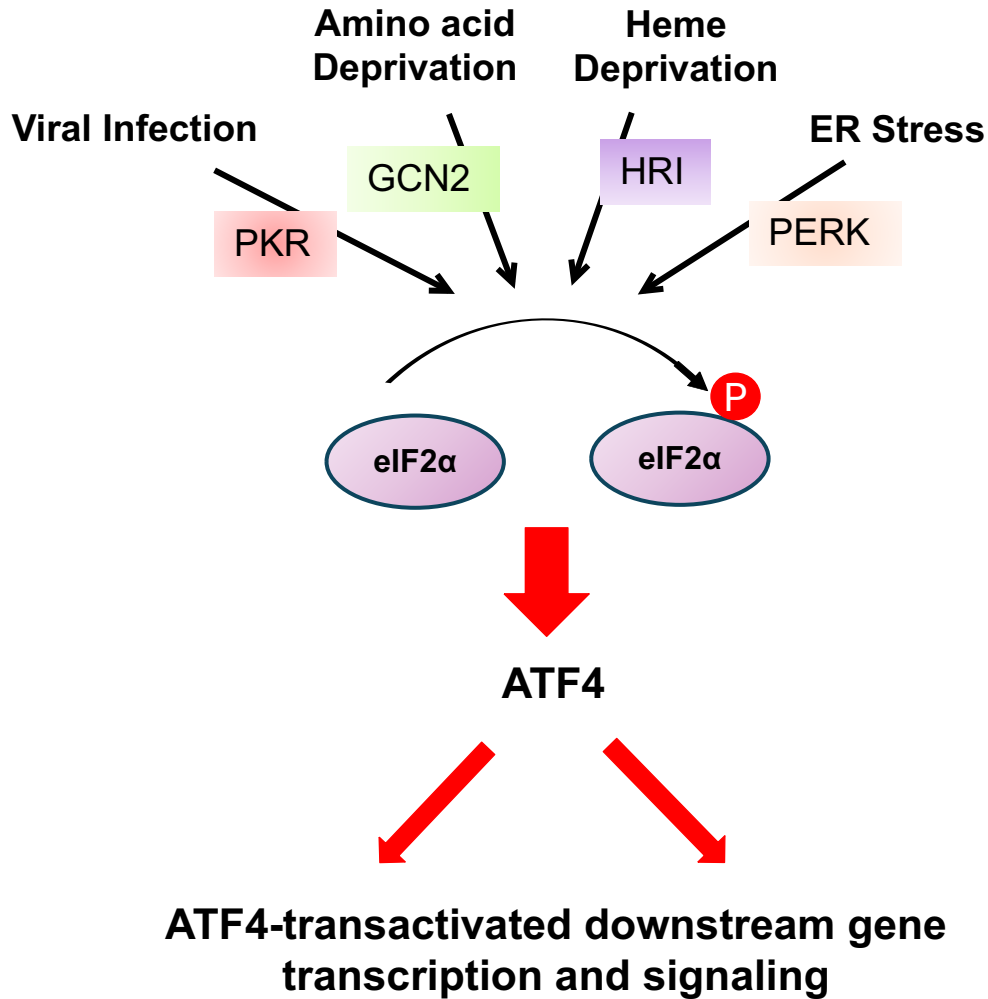 Amino acid
Deprivation
Heme
Deprivation
Viral Infection
ER Stress
GCN2
HRI
PKR
PERK
P
eIF2α
eIF2α
ATF4
ATF4-transactivated downstream gene
transcription and signaling